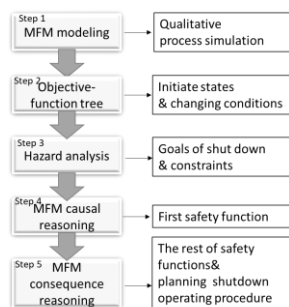 Step 1
MFM modeling
Qualitative
process simulation
Step 2
Objective-
function tree
Initiate states
& changing conditions
Step 3
Hazard analysis
Goals of shut down
& constraints
Step 4
MFM causal
reasoning
First safety function
Step 5
MFM
consequence
reasoning
The rest of safety
functions&
planning shutdown
operating procedure